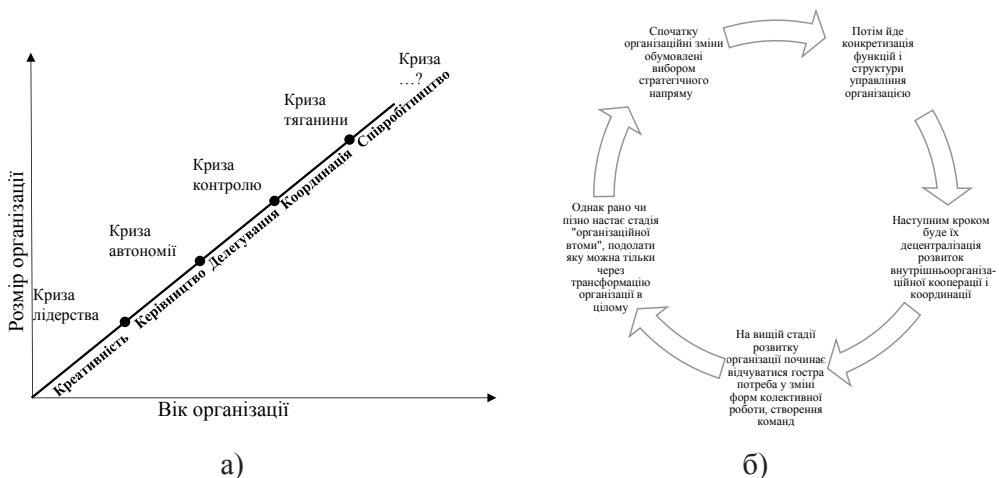 Розмір організації
Криза
…?
Криза
тяганини
Криза
контролю
Криза
автономії
Криза
лідерства
Креативність Керівництво Делегування Координація Співробітництво
Вік організації
а)
Спочатку
організаційні зміни
обумовлені
вибором
стратегічного
напряму
Потім йде
конкретизація
функцій і
структури
управління
організацією
Наступним кроком
буде їх
децентралізація
розвиток
внутрішньоорганіза-
ційної кооперації і
координації
На вищій стадії
розвитку
організації починає
відчуватися гостра
потреба у зміні
форм колективної
роботи, створення
команд
Однак рано чи
пізно настає стадія
"організаційної
втоми", подолати
яку можна тільки
через
трансформацію
організації в
цілому
б)